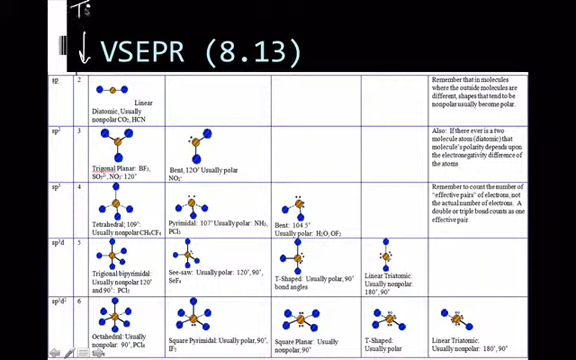 VSEPR (8.13)
sp
2
Linear
Diatomic, Usually
nonpolar CO2, HCN
Remember that in molecules
where the outside molecules are
different, shapes that tend to be
nonpolar usually become polar.
sp2
3
Trigonal Planar: BF3,
120°
Bent, 120° Usually polar
NO2-
Also: If there ever is a two
molecule atom (diatomic) that
molecule's polarity depends upon
the electronegativity difference of
the atoms
sp3
4
Tetrahedral; 109°
Usually nonpolar CH4 CF4
Pyrimidal: 107° Usually polar: NH3,
PCl3
Bent: 104.5°
Usually polar: H2O, OF2
Remember to count the number of
"effective pairs" of electrons, not
the actual number of electrons. A
double or triple bond counts as one
effective pair.
sp3d
5
Trigonal bipyrimidal:
Usually nonpolar 120°
and 90°: PCl5
See-saw: Usually polar: 120°, 90°,
SeF4
T-Shaped: Usually polar, 90°
bond angles
Linear Triatomic:
Usually nonpolar:
180°, 90°
sp3d2
6
Octahedral: Usually
nonpolar: 90°,
Square Pyrimidal: Usually polar, 90°,
IF5
Square Planar: Usually
nonpolar, 90°
T-Shaped:
Usually polar
Linear Triatomic:
Usually nonpolar: 180°, 90°